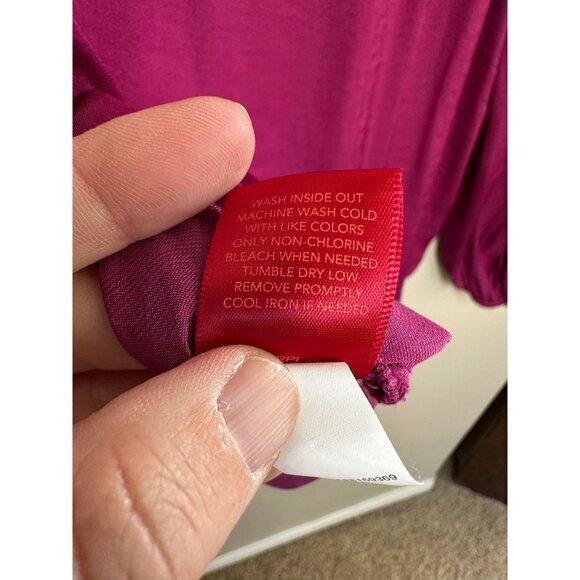 WASH INSIDE OUT
MACHINE WASH COLD
WITH LIKE COLORS
ONLY NON-CHLORINE
BLEACH WHEN NEEDED
TUMBLE DRY LOW
REMOVE PROMPTLY
COOL IRON IF NEEDED